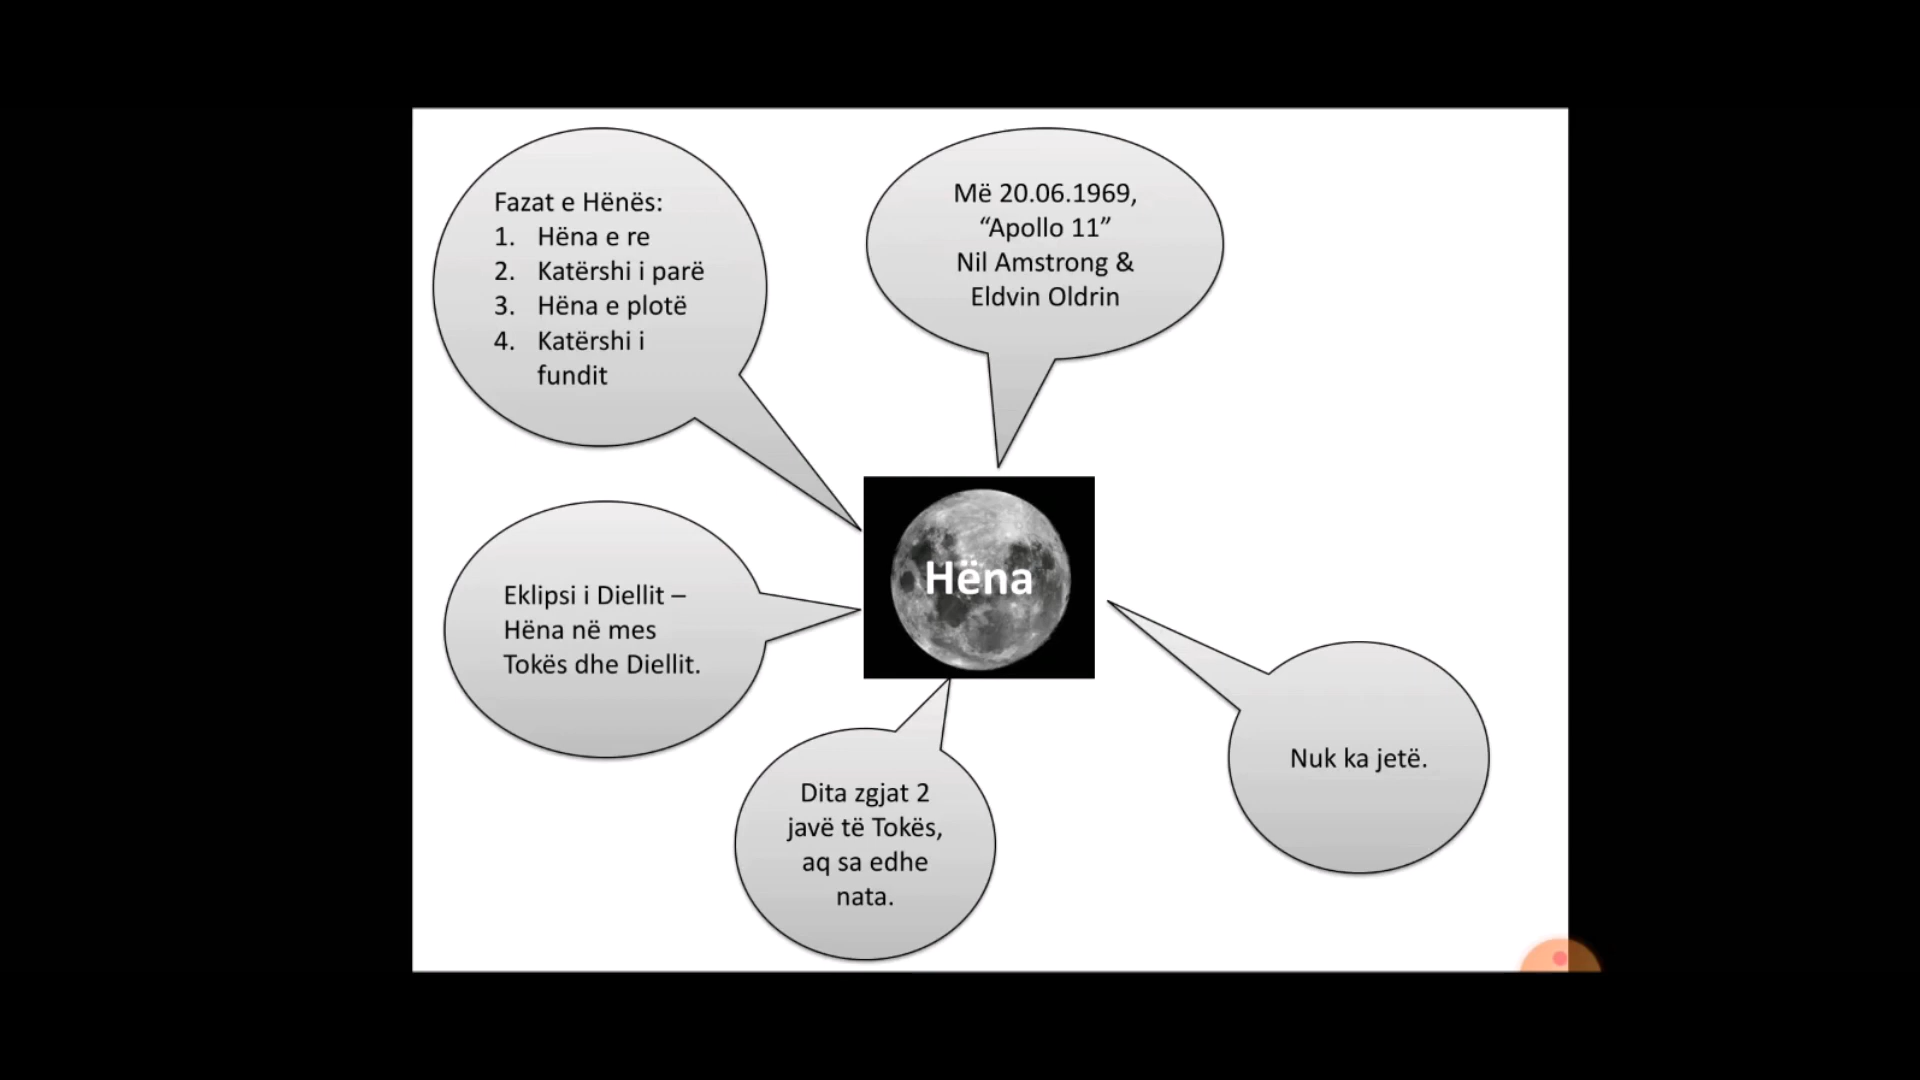 Fazat e Hënës:
1. Hëna e re
2. Katërshi i parë
3. Hëna e plotë
4. Katërshi i
fundit
Më 20.06.1969,
“Apollo 11”
Nil Amstrong &
Eldvin Oldrin
Hëna
Eklipsi i Diellit –
Hëna në mes
Tokës dhe Diellit.
Dita zgjat 2
javë të Tokës,
aq sa edhe
nata.
Nuk ka jetë.